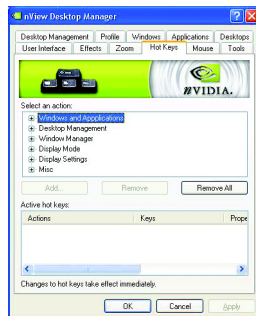 nView Desktop Manager
Desktop Management Profile Windows Applications Desktops
User Interface Effects Zoom Hot Keys Mouse Tools
NVIDIA.
Select an action:
Windows and Applications
Desktop Management
Window Manager
Display Mode
Display Settings
Misc
Add... Remove Remove All
Active hot keys:
Actions Keys Prope
Changes to hot keys take effect immediately.
OK Cancel Apply